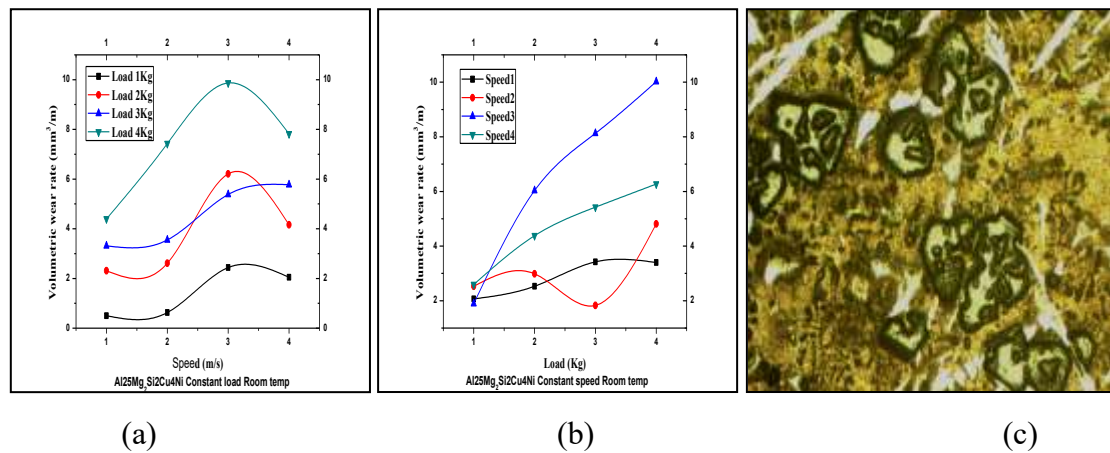 1 2 3 4
10
8
6
4
2
0
10
8
6
4
2
0
Load 1Kg
Load 2Kg
Load 3Kg
Load 4Kg
Volumetric wear rate (mm³/m)
1 2 3 4
Speed (m/s)
Al25Mg₂Si2Cu4Ni Constant load Room temp
1 2 3 4
10
8
6
4
2
10
8
6
4
2
Speed1
Speed2
Speed3
Speed4
Volumetric wear rate (mm³/m)
1 2 3 4
Load (Kg)
Al25Mg₂Si2Cu4Ni Constant speed Room temp
(a) (b) (c)